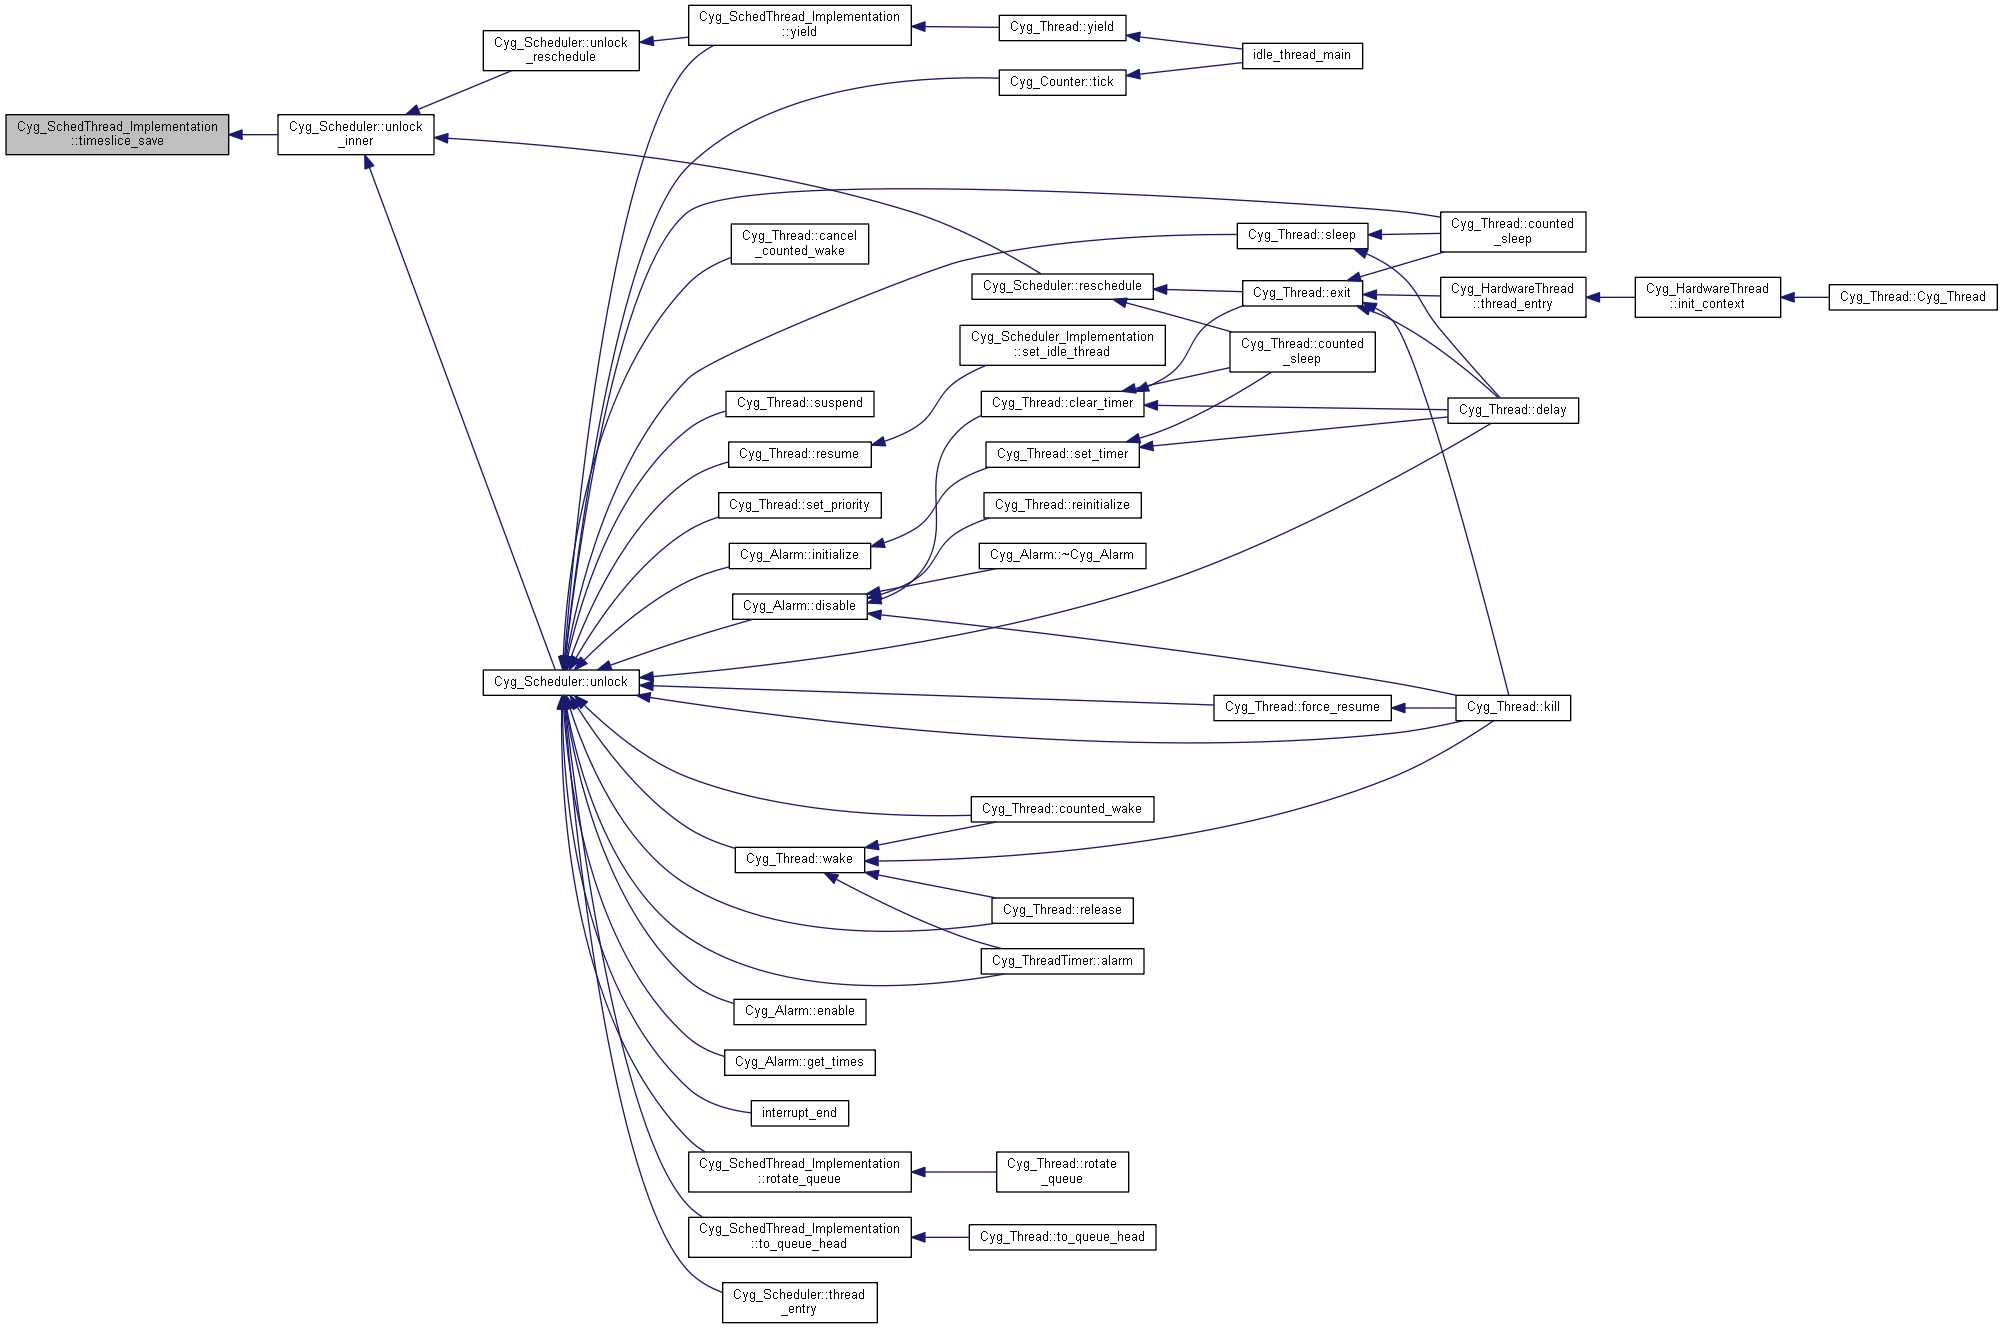 Cyg_SchedThread_Implementation
::timeslice_save
Cyg_Scheduler::unlock
_inner
Cyg_Scheduler::unlock
_reschedule
Cyg_SchedThread_Implementation
::yield
Cyg_Thread::yield
idle_thread_main
Cyg_Counter::tick
Cyg_Thread::cancel
_counted_wake
Cyg_Thread::sleep
Cyg_Thread::counted
_sleep
Cyg_Scheduler::reschedule
Cyg_Thread::exit
Cyg_HardwareThread
::thread_entry
Cyg_HardwareThread
::init_context
Cyg_Thread::Cyg_Thread
Cyg_Scheduler_Implementation
::set_idle_thread
Cyg_Thread::counted
_sleep
Cyg_Thread::suspend
Cyg_Thread::clear_timer
Cyg_Thread::delay
Cyg_Thread::resume
Cyg_Thread::set_timer
Cyg_Thread::set_priority
Cyg_Thread::reinitialize
Cyg_Alarm::initialize
Cyg_Alarm::~Cyg_Alarm
Cyg_Alarm::disable
Cyg_Scheduler::unlock
Cyg_Thread::force_resume
Cyg_Thread::kill
Cyg_Thread::counted_wake
Cyg_Thread::wake
Cyg_Thread::release
Cyg_ThreadTimer::alarm
Cyg_Alarm::enable
Cyg_Alarm::get_times
interrupt_end
Cyg_SchedThread_Implementation
::rotate_queue
Cyg_Thread::rotate
_queue
Cyg_SchedThread_Implementation
::to_queue_head
Cyg_Thread::to_queue_head
Cyg_Scheduler::thread
_entry